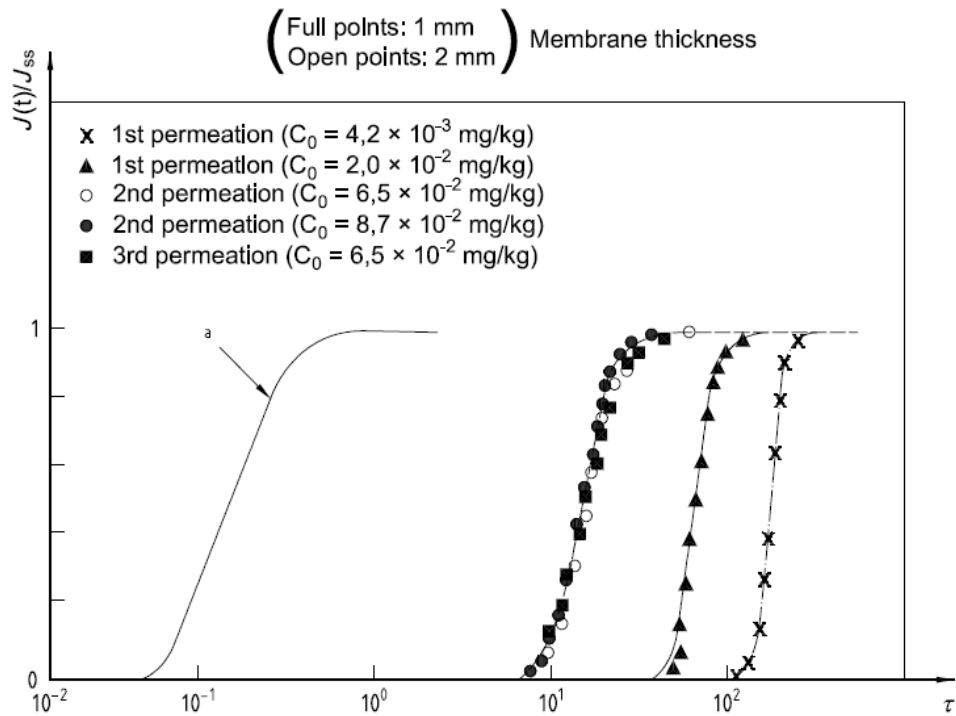 Full points: 1 mm
Open points: 2 mm
Membrane thickness
J(t)/J_ss
1st permeation (C₀ = 4,2 × 10⁻³ mg/kg)
1st permeation (C₀ = 2,0 × 10⁻² mg/kg)
2nd permeation (C₀ = 6,5 × 10⁻² mg/kg)
2nd permeation (C₀ = 8,7 × 10⁻² mg/kg)
3rd permeation (C₀ = 6,5 × 10⁻² mg/kg)
1
a
0
10⁻² 10⁻¹ 10⁰ 10¹ 10² τ